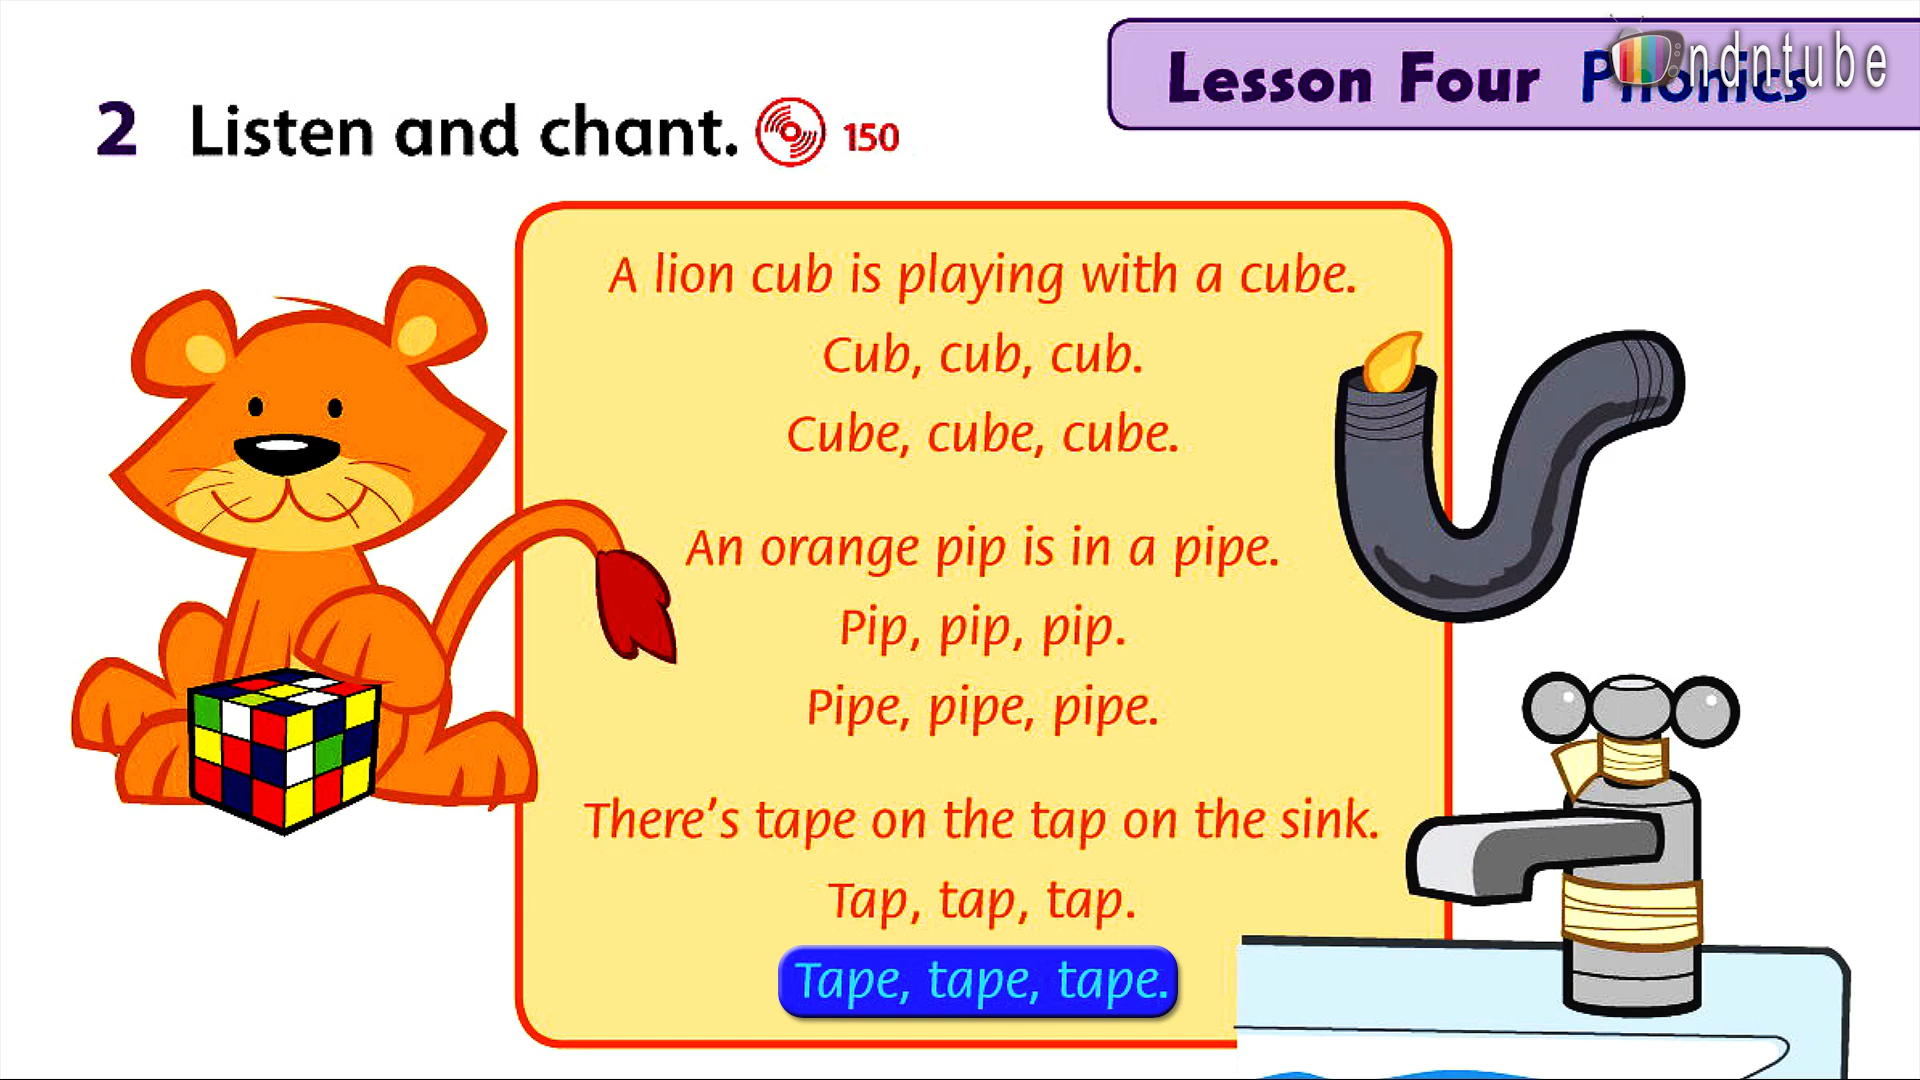 Lesson Four Phonics
ndntube
2 Listen and chant. 150
A lion cub is playing with a cube.
Cub, cub, cub.
Cube, cube, cube.
An orange pip is in a pipe.
Pip, pip, pip.
Pipe, pipe, pipe.
There's tape on the tap on the sink.
Tap, tap, tap.
Tape, tape, tape.